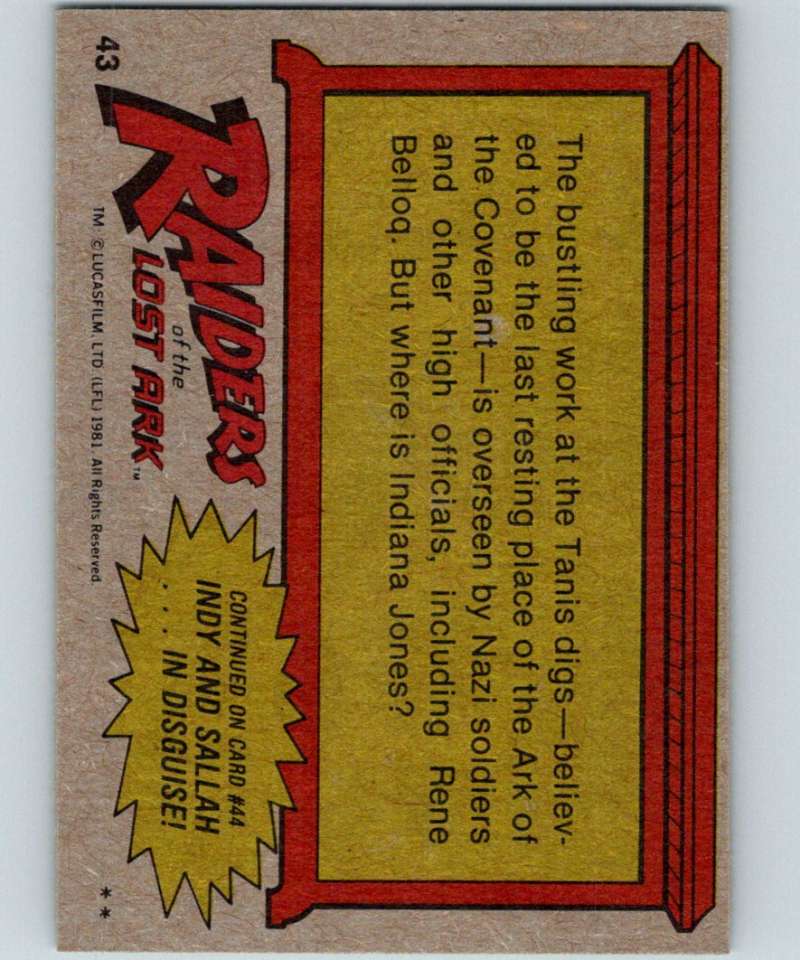 The bustling work at the Tanis digs—believ-
ed to be the last resting place of the Ark of
the Covenant—is overseen by Nazi soldiers
and other high officials, including Rene
Belloq. But where is Indiana Jones?
RAIDERS
of the
LOST ARK™
CONTINUED ON CARD #44
INDY AND SALLAH
. . . IN DISGUISE!
43
TM. © LUCASFILM, LTD. (LFL) 1981. All Rights Reserved.
**